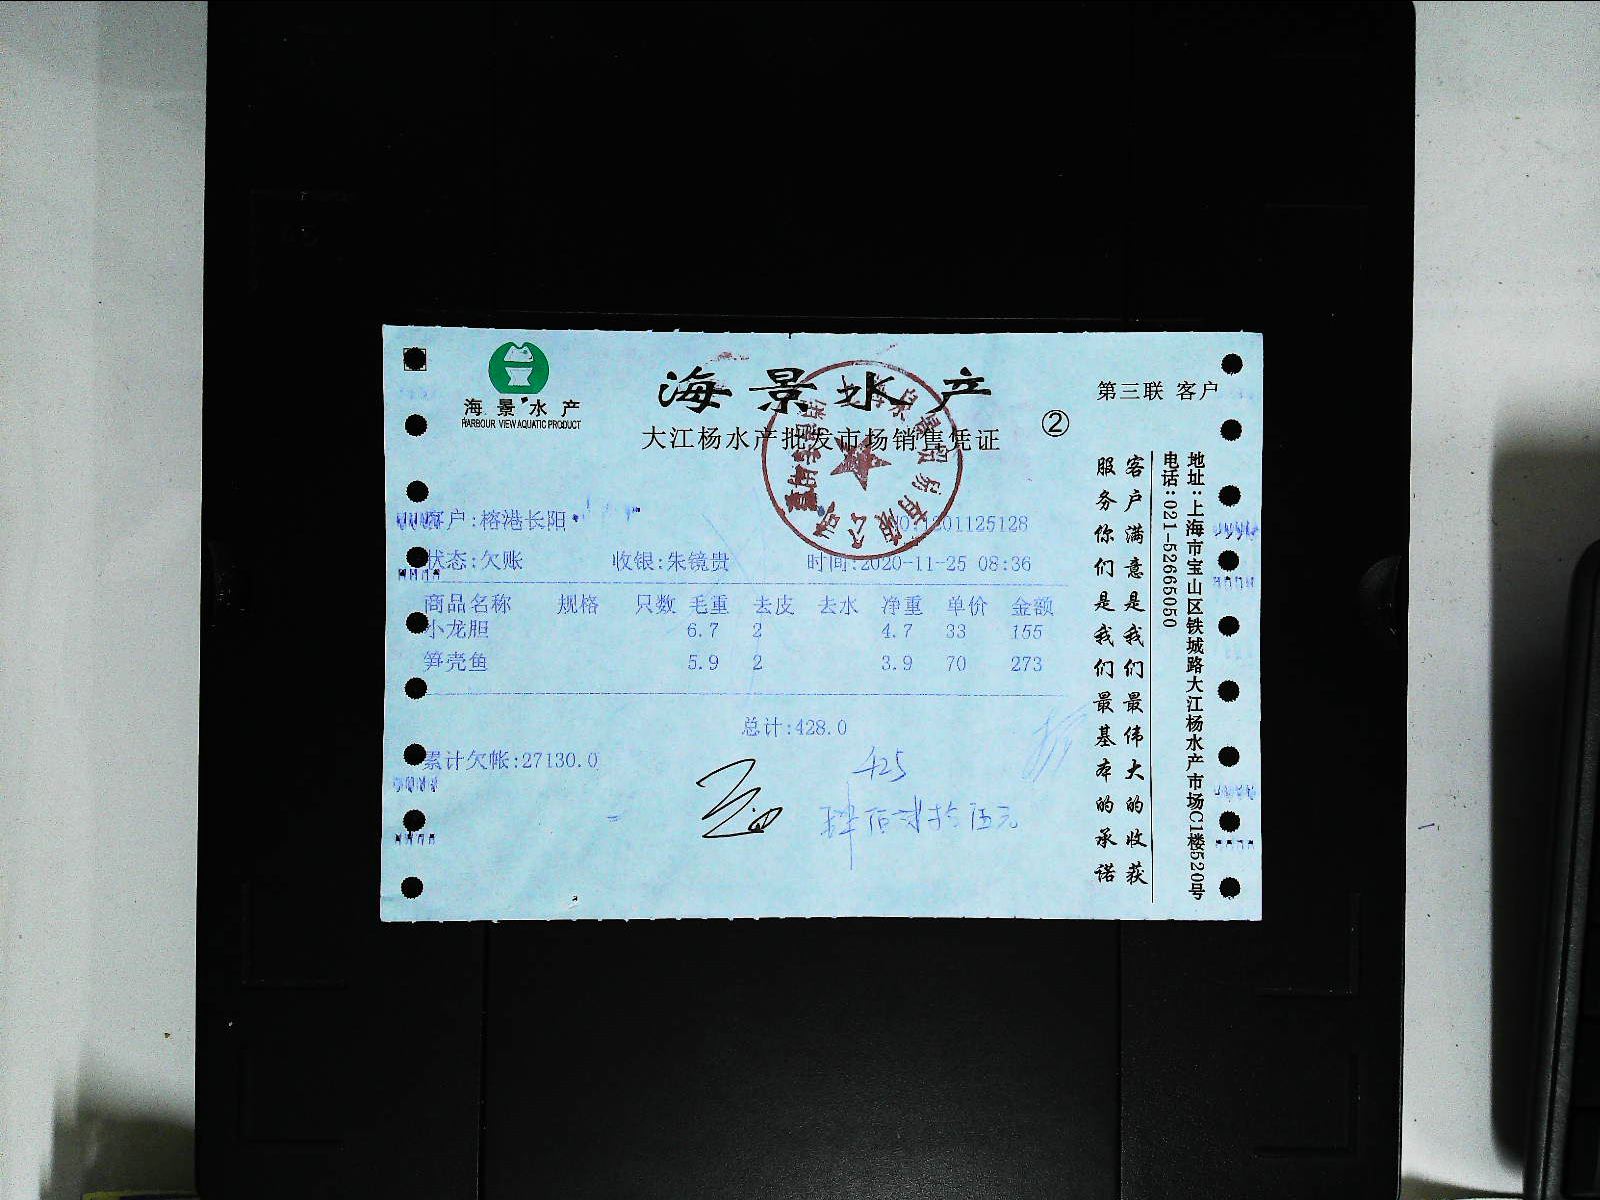 海景水产
HARBOUR VIEW AQUATIC PRODUCT
海景水产
第三联 客户
大江杨水产批发市场销售凭证
②
客户:榕港长阳
NO:1201125128
状态:欠账 收银:朱镜贵 时间:2020-11-25 08:36
商品名称 规格 只数 毛重 去皮 去水 净重 单价 金额
小龙胆 6.7 2 4.7 33 155
笋壳鱼 5.9 2 3.9 70 273
总计:428.0
累计欠帐:27130.0
425
肆佰贰拾伍元
客户满意是我们最伟大的收获
服务你们是我们最基本的承诺
地址:上海市宝山区铁城路大江杨水产市场C1楼520号
电话:021-52665050